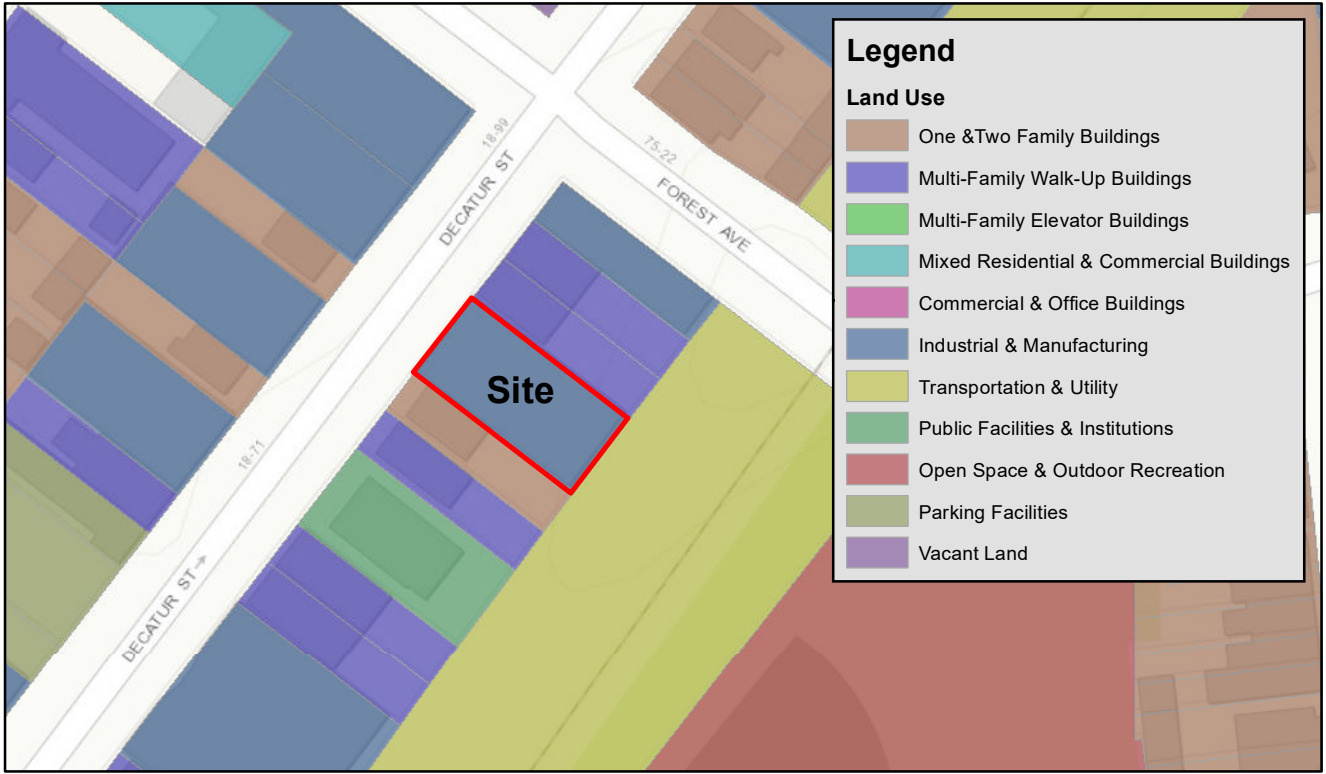 18-99
DECATUR ST
75-22
FOREST AVE
Site
18-71
DECATUR ST→
Legend
Land Use
One &Two Family Buildings
Multi-Family Walk-Up Buildings
Multi-Family Elevator Buildings
Mixed Residential & Commercial Buildings
Commercial & Office Buildings
Industrial & Manufacturing
Transportation & Utility
Public Facilities & Institutions
Open Space & Outdoor Recreation
Parking Facilities
Vacant Land